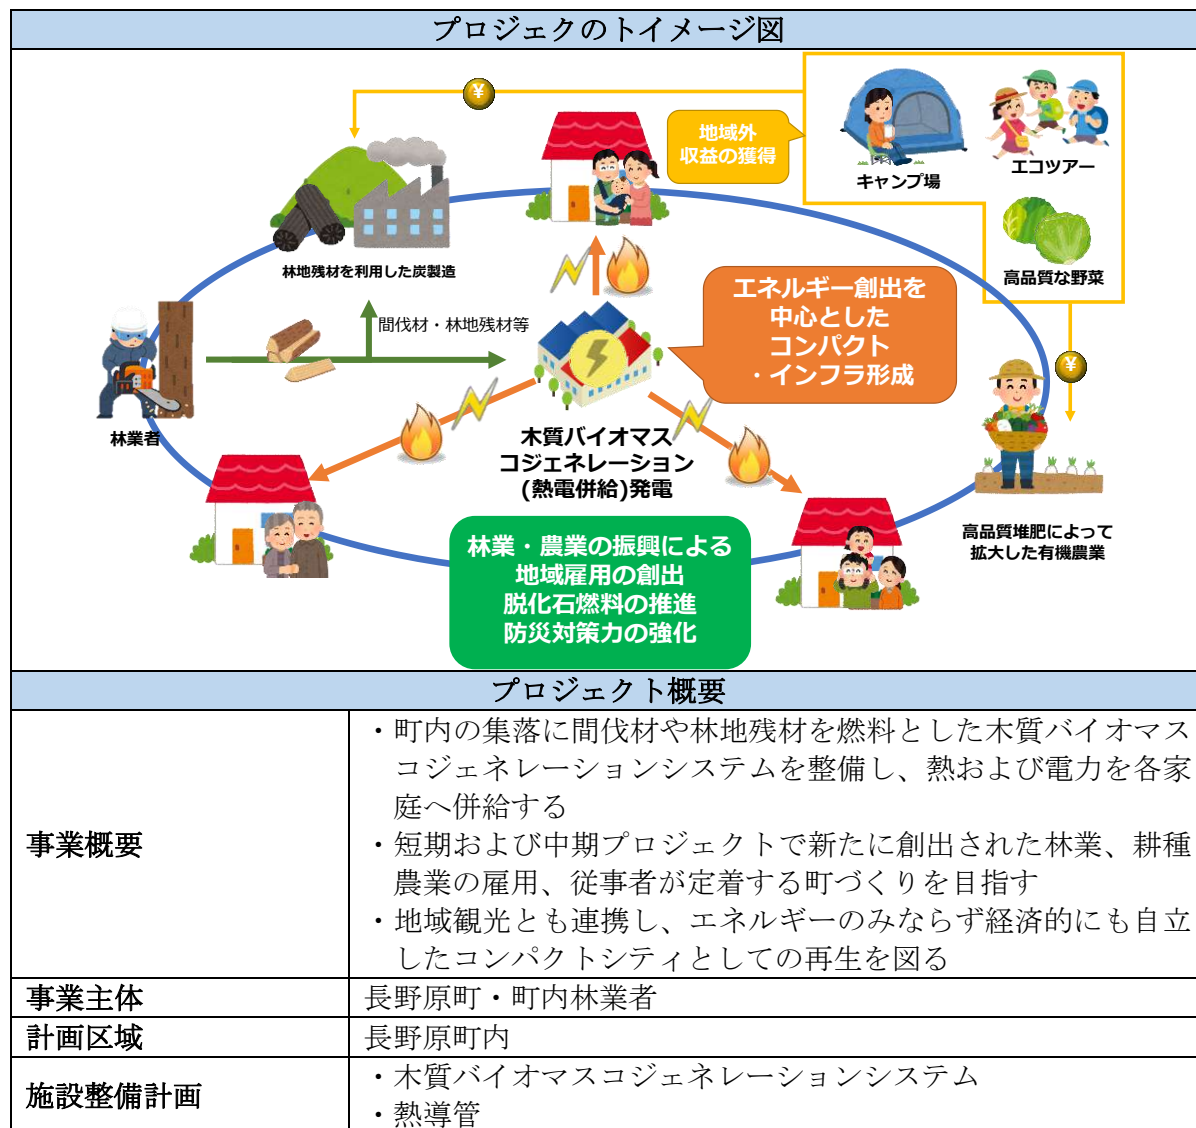 プロジェクのトイメージ図
¥
地域外
収益の獲得
キャンプ場
エコツアー
高品質な野菜
林地残材を利用した炭製造
間伐材・林地残材等
エネルギー創出を
中心とした
コンパクト
・インフラ形成
¥
林業者
木質バイオマス
コジェネレーション
(熱電併給)発電
高品質堆肥によって
拡大した有機農業
林業・農業の振興による
地域雇用の創出
脱化石燃料の推進
防災対策力の強化
プロジェクト概要
事業概要
・町内の集落に間伐材や林地残材を燃料とした木質バイオマス
コジェネレーションシステムを整備し、熱および電力を各家
庭へ併給する
・短期および中期プロジェクトで新たに創出された林業、耕種
農業の雇用、従事者が定着する町づくりを目指す
・地域観光とも連携し、エネルギーのみならず経済的にも自立
したコンパクトシティとしての再生を図る
事業主体
長野原町・町内林業者
計画区域
長野原町内
施設整備計画
・木質バイオマスコジェネレーションシステム
・熱導管